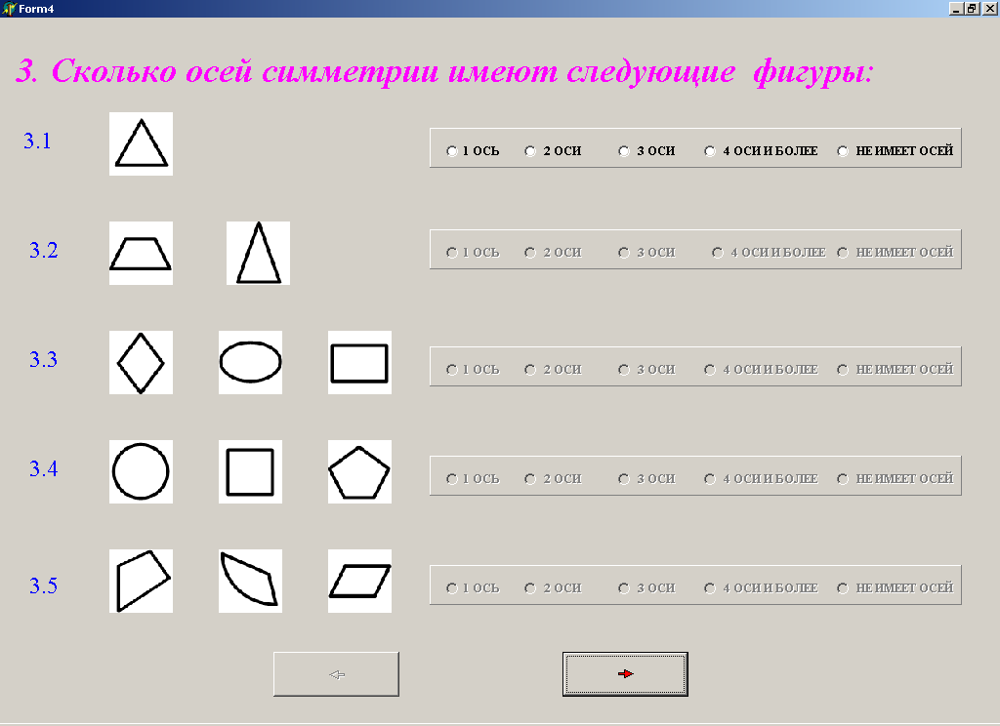 Form4
3. Сколько осей симметрии имеют следующие фигуры:
3.1 1 ОСЬ 2 ОСИ 3 ОСИ 4 ОСИ И БОЛЕЕ НЕ ИМЕЕТ ОСЕЙ
3.2 1 ОСЬ 2 ОСИ 3 ОСИ 4 ОСИ И БОЛЕЕ НЕ ИМЕЕТ ОСЕЙ
3.3 1 ОСЬ 2 ОСИ 3 ОСИ 4 ОСИ И БОЛЕЕ НЕ ИМЕЕТ ОСЕЙ
3.4 1 ОСЬ 2 ОСИ 3 ОСИ 4 ОСИ И БОЛЕЕ НЕ ИМЕЕТ ОСЕЙ
3.5 1 ОСЬ 2 ОСИ 3 ОСИ 4 ОСИ И БОЛЕЕ НЕ ИМЕЕТ ОСЕЙ